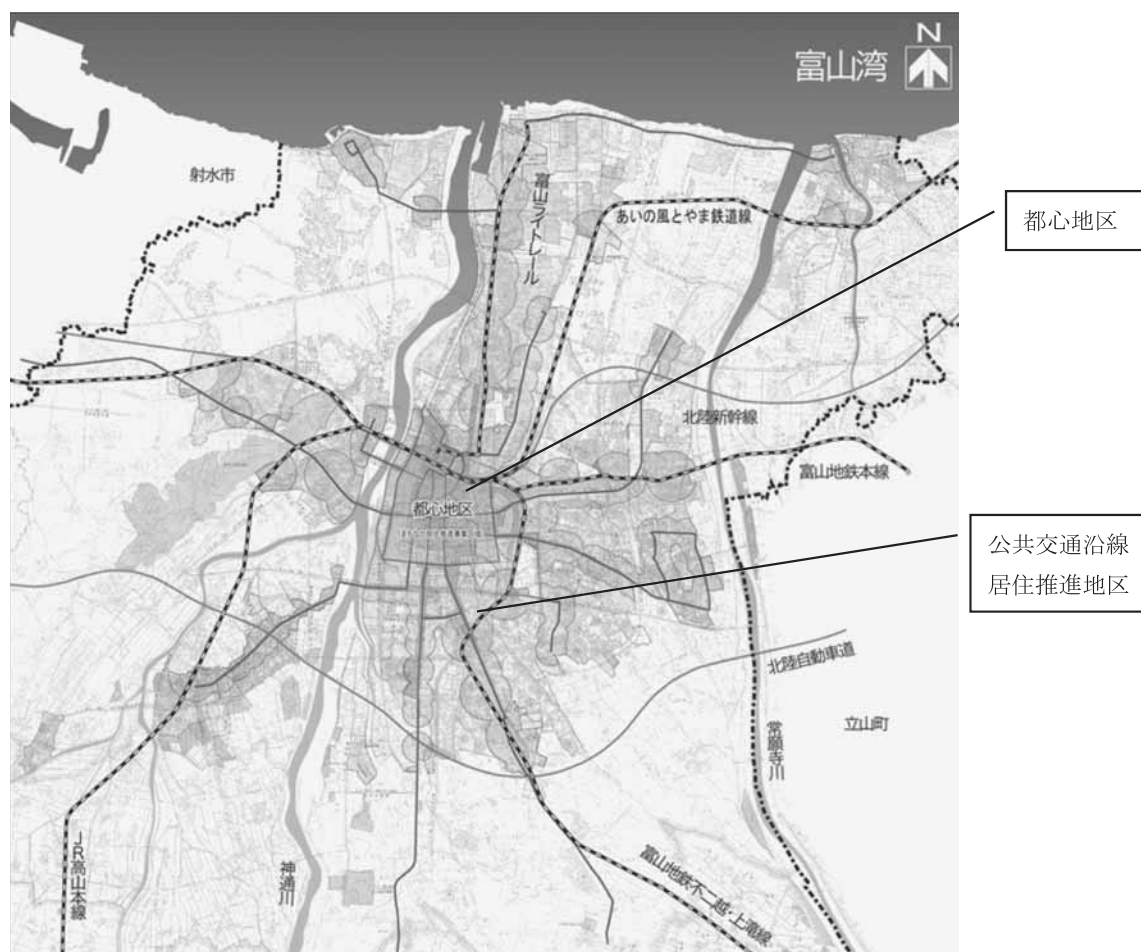 N
富山湾
射水市
富山ライトレール
あいの風とやま鉄道線
都心地区
北陸新幹線
富山地鉄本線
都心地区
公共交通沿線
居住推進地区
北陸自動車道
常願寺川
立山町
JR高山本線
神通川
富山地鉄不二越・上滝線